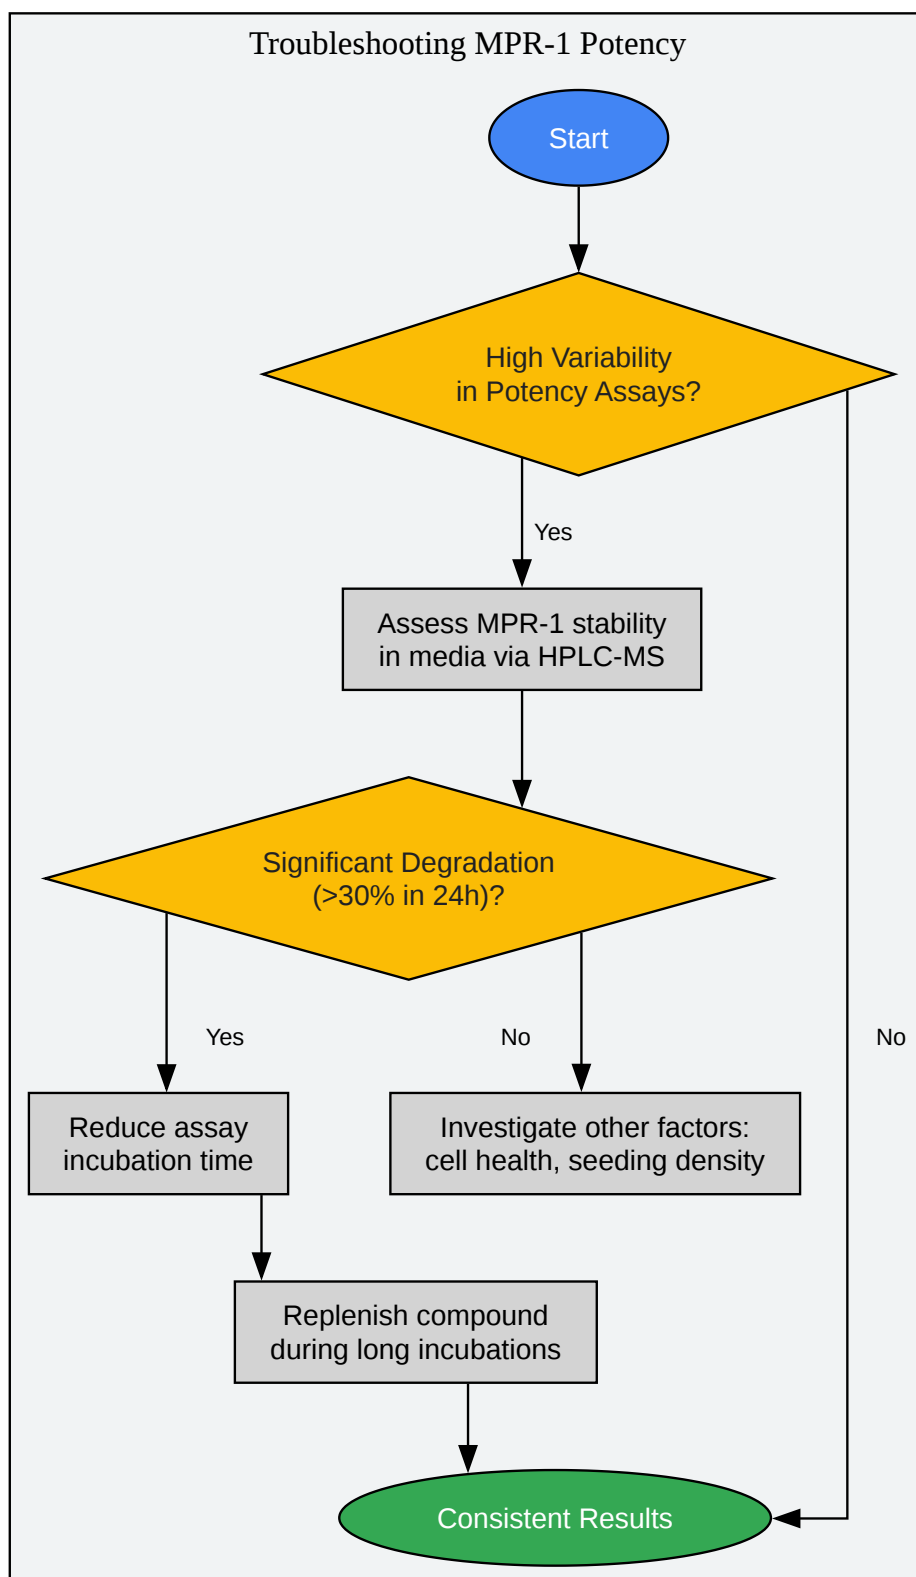 Troubleshooting MPR-1 Potency
Start
High Variability
in Potency Assays?
Yes
Assess MPR-1 stability
in media via HPLC-MS
Significant Degradation
(>30% in 24h)?
Yes
No
No
Reduce assay
incubation time
Investigate other factors:
cell health, seeding density
Replenish compound
during long incubations
Consistent Results